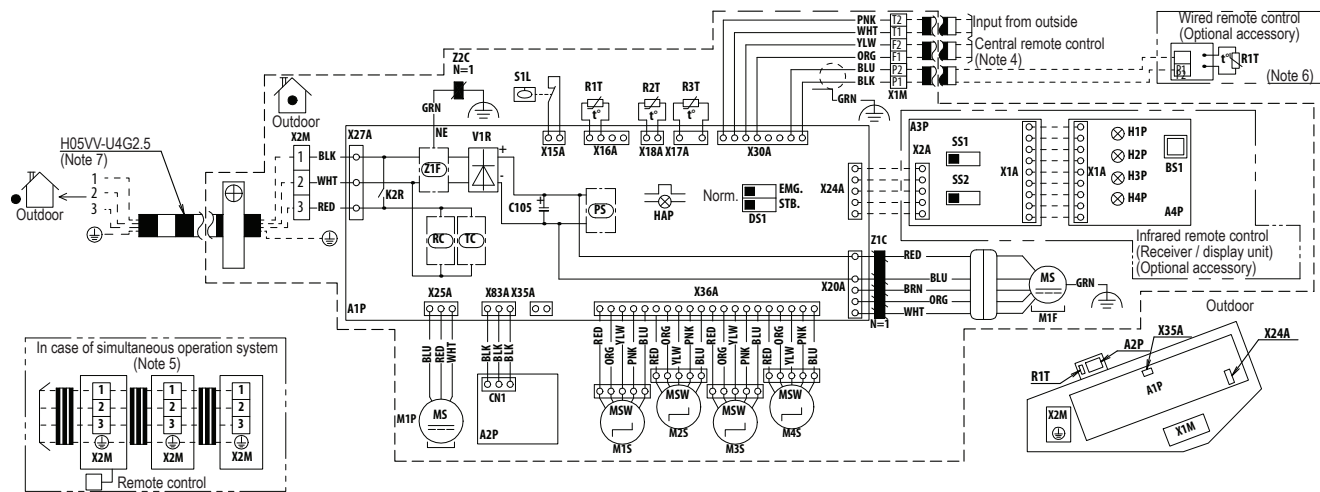 PNK T2 Input from outside
WHT T1
YLW F2 Central remote control
ORG F1 (Note 4)
BLU P2
BLK P1
X1M
GRN
Wired remote control
(Optional accessory)
P1
P2
t° R1T
(Note 6)
Z2C
N=1
GRN
S1L
R1T
t°
R2T
t°
R3T
t°
Outdoor
X2M
X27A
NE
V1R
X15A
X16A
X18A
X17A
X30A
H05VV-U4G2.5
(Note 7)
1
2
3
Outdoor
1 BLK
2 WHT
3 RED
K2R
Z1F
+
-
C105
+
PS
RC
TC
HAP
Norm.
EMG.
STB.
DS1
X24A
A3P
X2A
SS1
SS2
X1A
X1A
H1P
H2P
H3P
H4P
BS1
A4P
Infrared remote control
(Receiver / display unit)
(Optional accessory)
Z1C
X20A
N=1
RED
BLU
BRN
ORG
WHT
MS
M1F
GRN
A1P
X25A
X83A
X35A
X36A
BLU
RED
WHT
BLK
BLK
BLK
RED
ORG
YLW
PNK
BLU
RED
ORG
YLW
PNK
BLU
RED
ORG
YLW
PNK
BLU
RED
ORG
YLW
PNK
BLU
M1P
MS
CN1
A2P
MSW
M1S
MSW
M2S
MSW
M3S
MSW
M4S
In case of simultaneous operation system
(Note 5)
1
2
3
X2M
1
2
3
X2M
1
2
3
X2M
Remote control
Outdoor
X35A
A2P
X24A
R1T
A1P
X2M
X1M